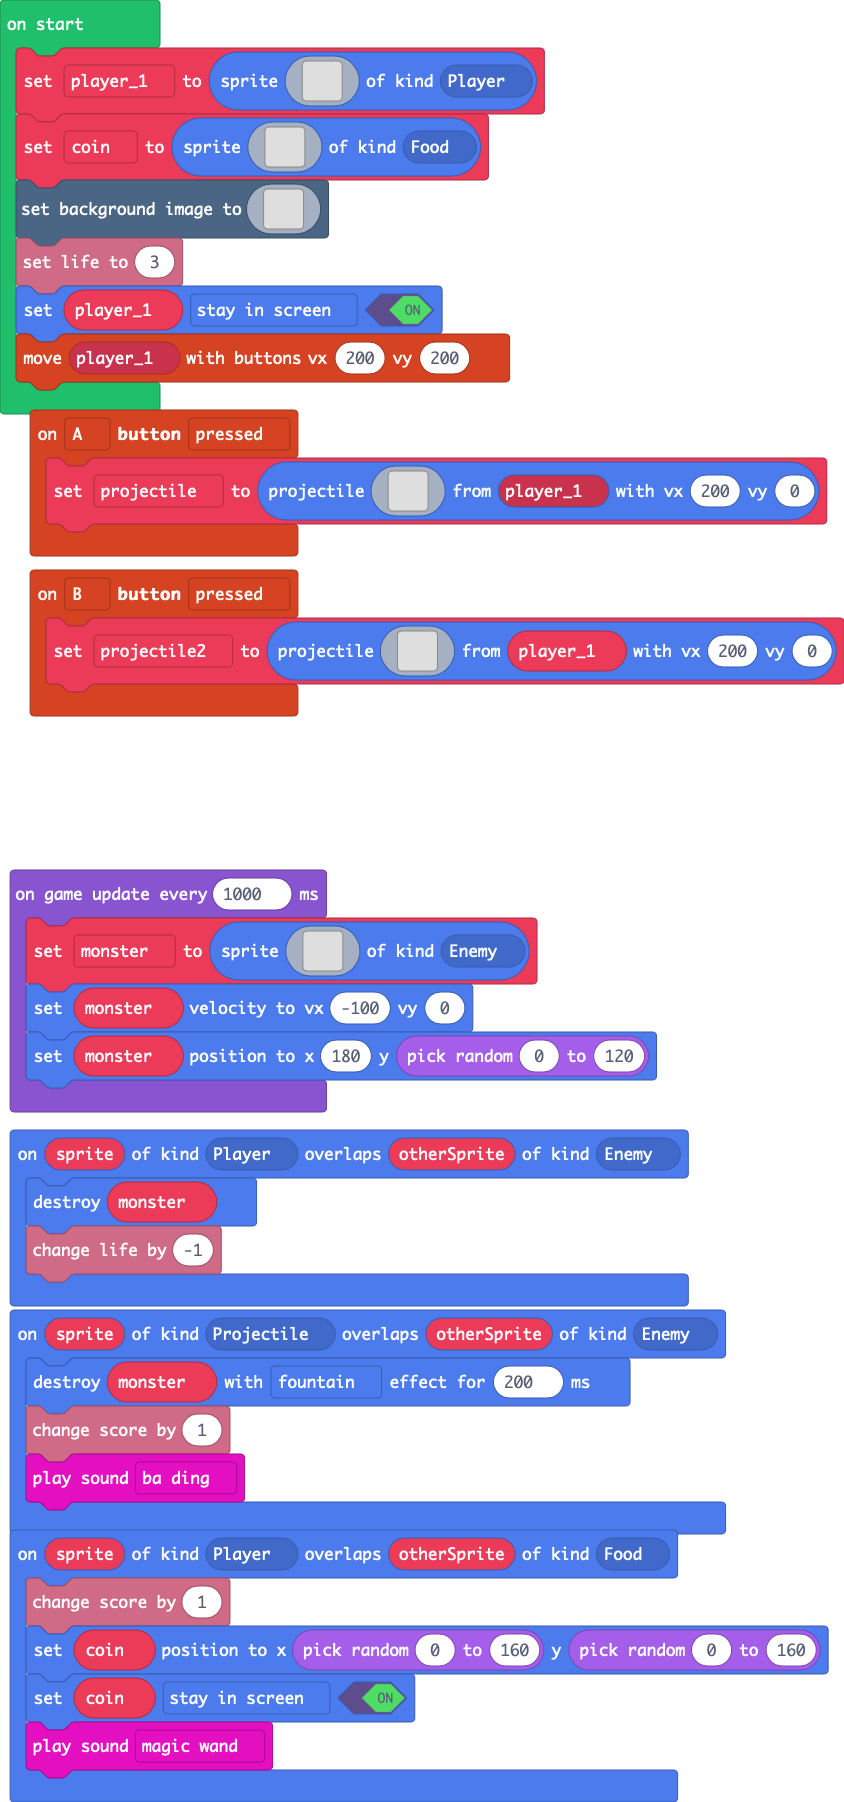 on start
set player_1 to sprite of kind Player
set coin to sprite of kind Food
set background image to
set life to 3
set player_1 stay in screen ON
move player_1 with buttons vx 200 vy 200
on A button pressed
set projectile to projectile from player_1 with vx 200 vy 0
on B button pressed
set projectile2 to projectile from player_1 with vx 200 vy 0
on game update every 1000 ms
set monster to sprite of kind Enemy
set monster velocity to vx -100 vy 0
set monster position to x 180 y pick random 0 to 120
on sprite of kind Player overlaps otherSprite of kind Enemy
destroy monster
change life by -1
on sprite of kind Projectile overlaps otherSprite of kind Enemy
destroy monster with fountain effect for 200 ms
change score by 1
play sound ba ding
on sprite of kind Player overlaps otherSprite of kind Food
change score by 1
set coin position to x pick random 0 to 160 y pick random 0 to 160
set coin stay in screen ON
play sound magic wand